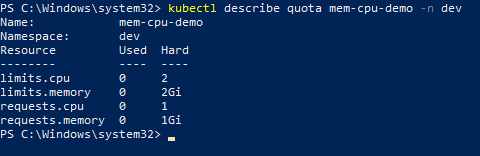 PS C:\Windows\system32> kubectl describe quota mem-cpu-demo -n dev
Name:            mem-cpu-demo
Namespace:       dev
Resource         Used  Hard
--------         ----  ----
limits.cpu       0     2
limits.memory    0     2Gi
requests.cpu     0     1
requests.memory  0     1Gi
PS C:\Windows\system32>